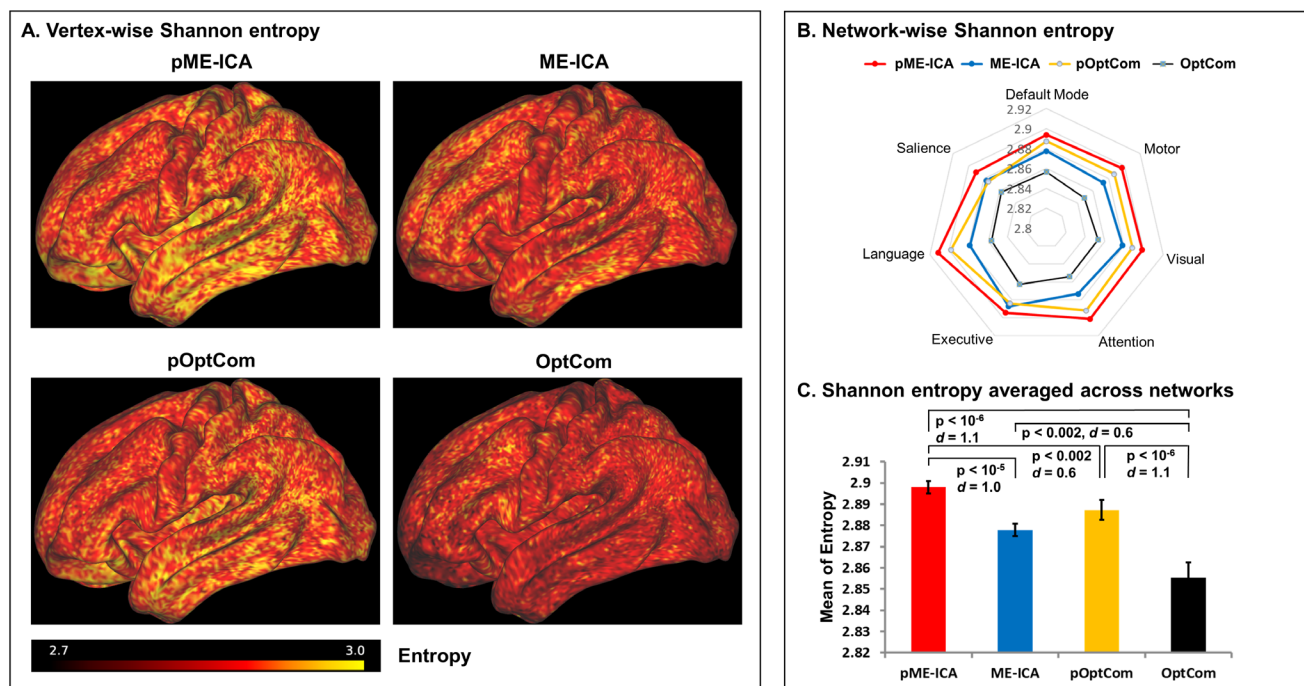 A. Vertex-wise Shannon entropy
pME-ICA
ME-ICA
pOptCom
OptCom
2.7
3.0
Entropy
B. Network-wise Shannon entropy
pME-ICA
ME-ICA
pOptCom
OptCom
Default Mode
2.92
2.9
2.88
2.86
2.84
2.82
2.8
Motor
Visual
Attention
Executive
Language
Salience
C. Shannon entropy averaged across networks
p < 10⁻⁶
d = 1.1
p < 0.002, d = 0.6
p < 10⁻⁵
d = 1.0
p < 0.002
d = 0.6
p < 10⁻⁶
d = 1.1
Mean of Entropy
2.91
2.9
2.89
2.88
2.87
2.86
2.85
2.84
2.83
2.82
pME-ICA
ME-ICA
pOptCom
OptCom